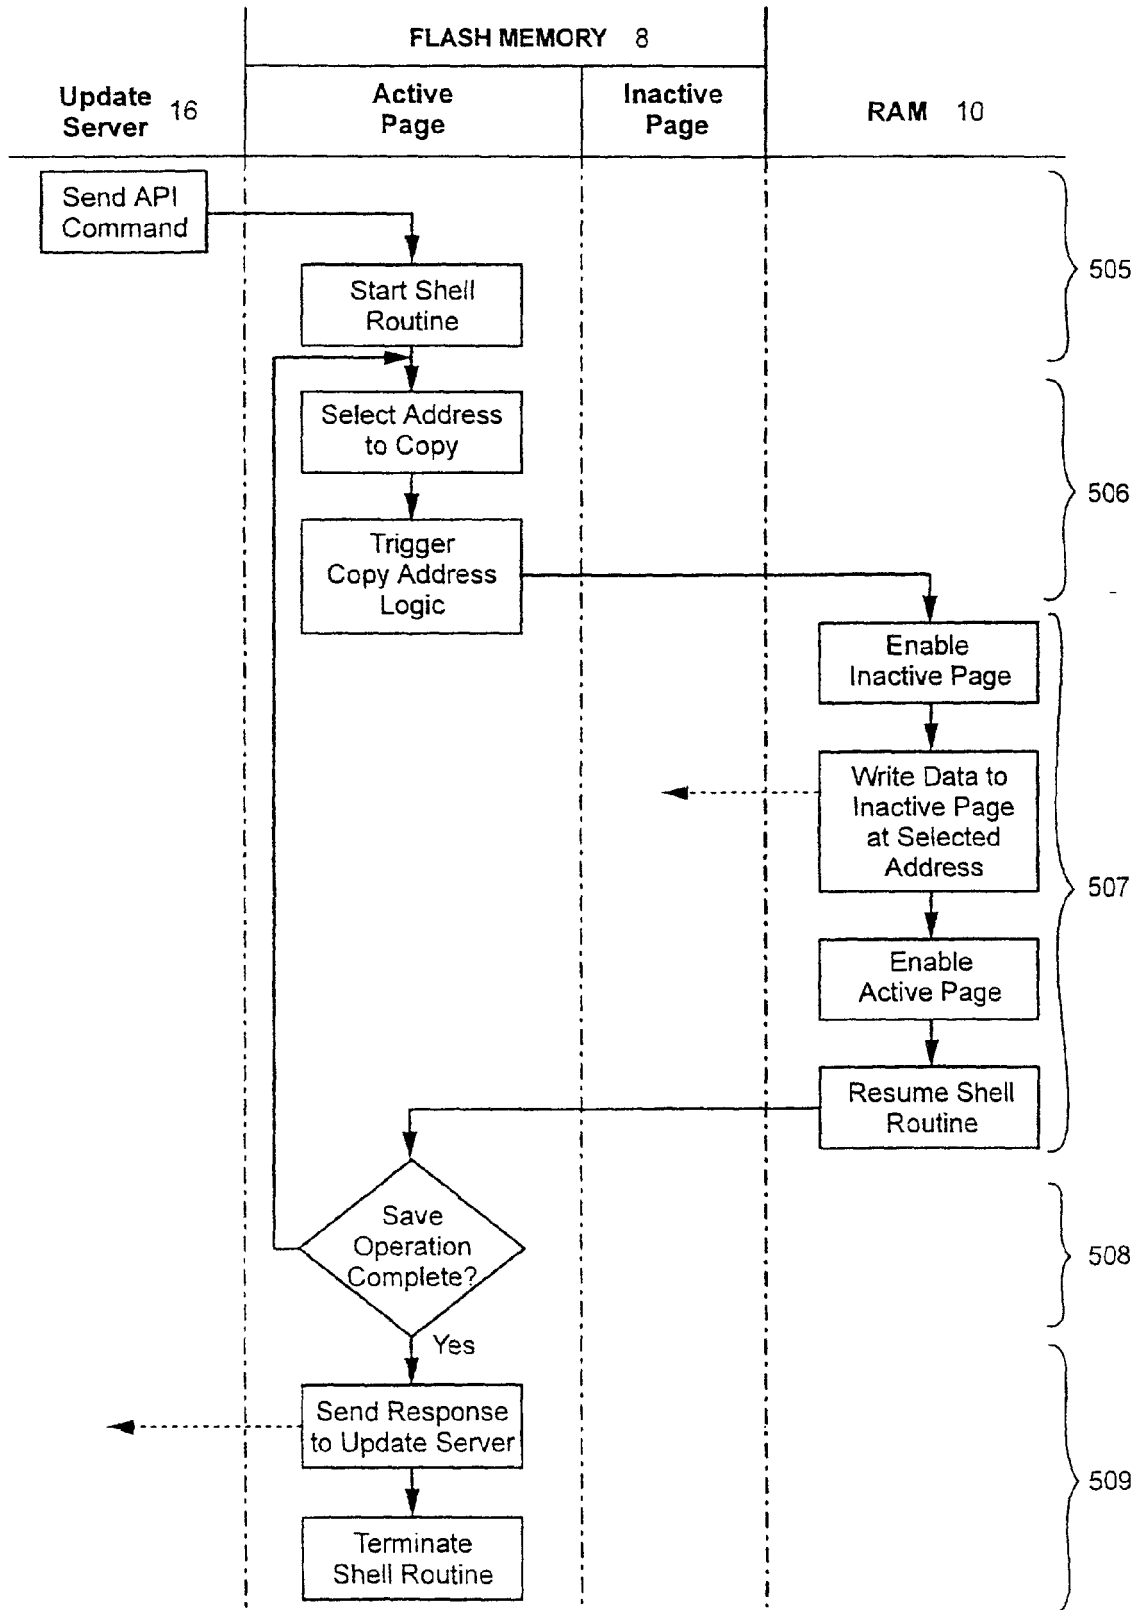 FLASH MEMORY 8
Update
Server 16
Active
Page
Inactive
Page
RAM 10
Send API
Command
Start Shell
Routine
505
Select Address
to Copy
Trigger
Copy Address
Logic
506
Enable
Inactive Page
Write Data to
Inactive Page
at Selected
Address
Enable
Active Page
Resume Shell
Routine
507
Save
Operation
Complete?
508
Yes
Send Response
to Update Server
Terminate
Shell Routine
509